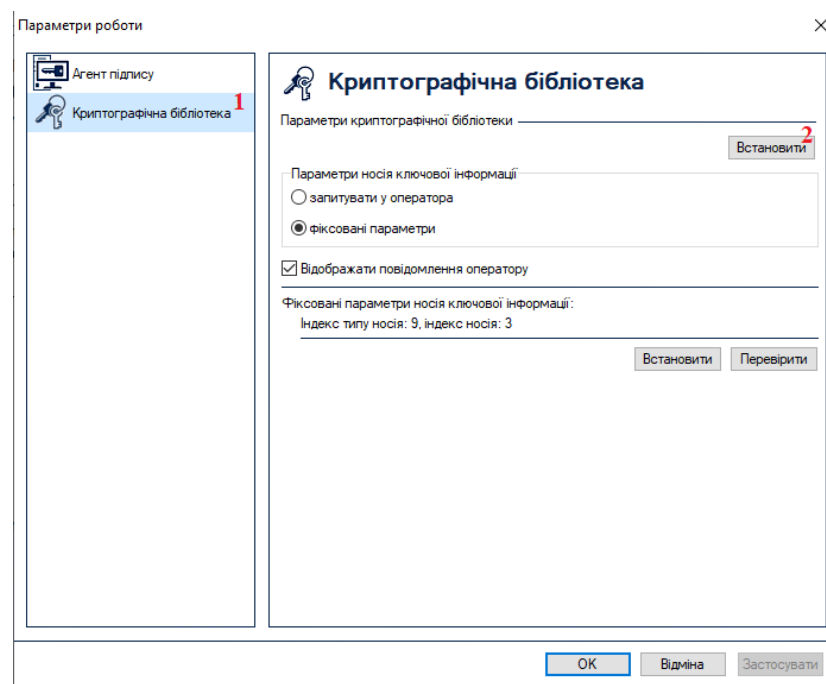 Параметри роботи
Агент підпису
Криптографічна бібліотека 1
Криптографічна бібліотека
Параметри криптографічної бібліотеки
2
Встановити
Параметри носія ключової інформації
запитувати у оператора
фіксовані параметри
Відображати повідомлення оператору
Фіксовані параметри носія ключової інформації:
Індекс типу носія: 9, індекс носія: 3
Встановити Перевірити
OK Відміна Застосувати